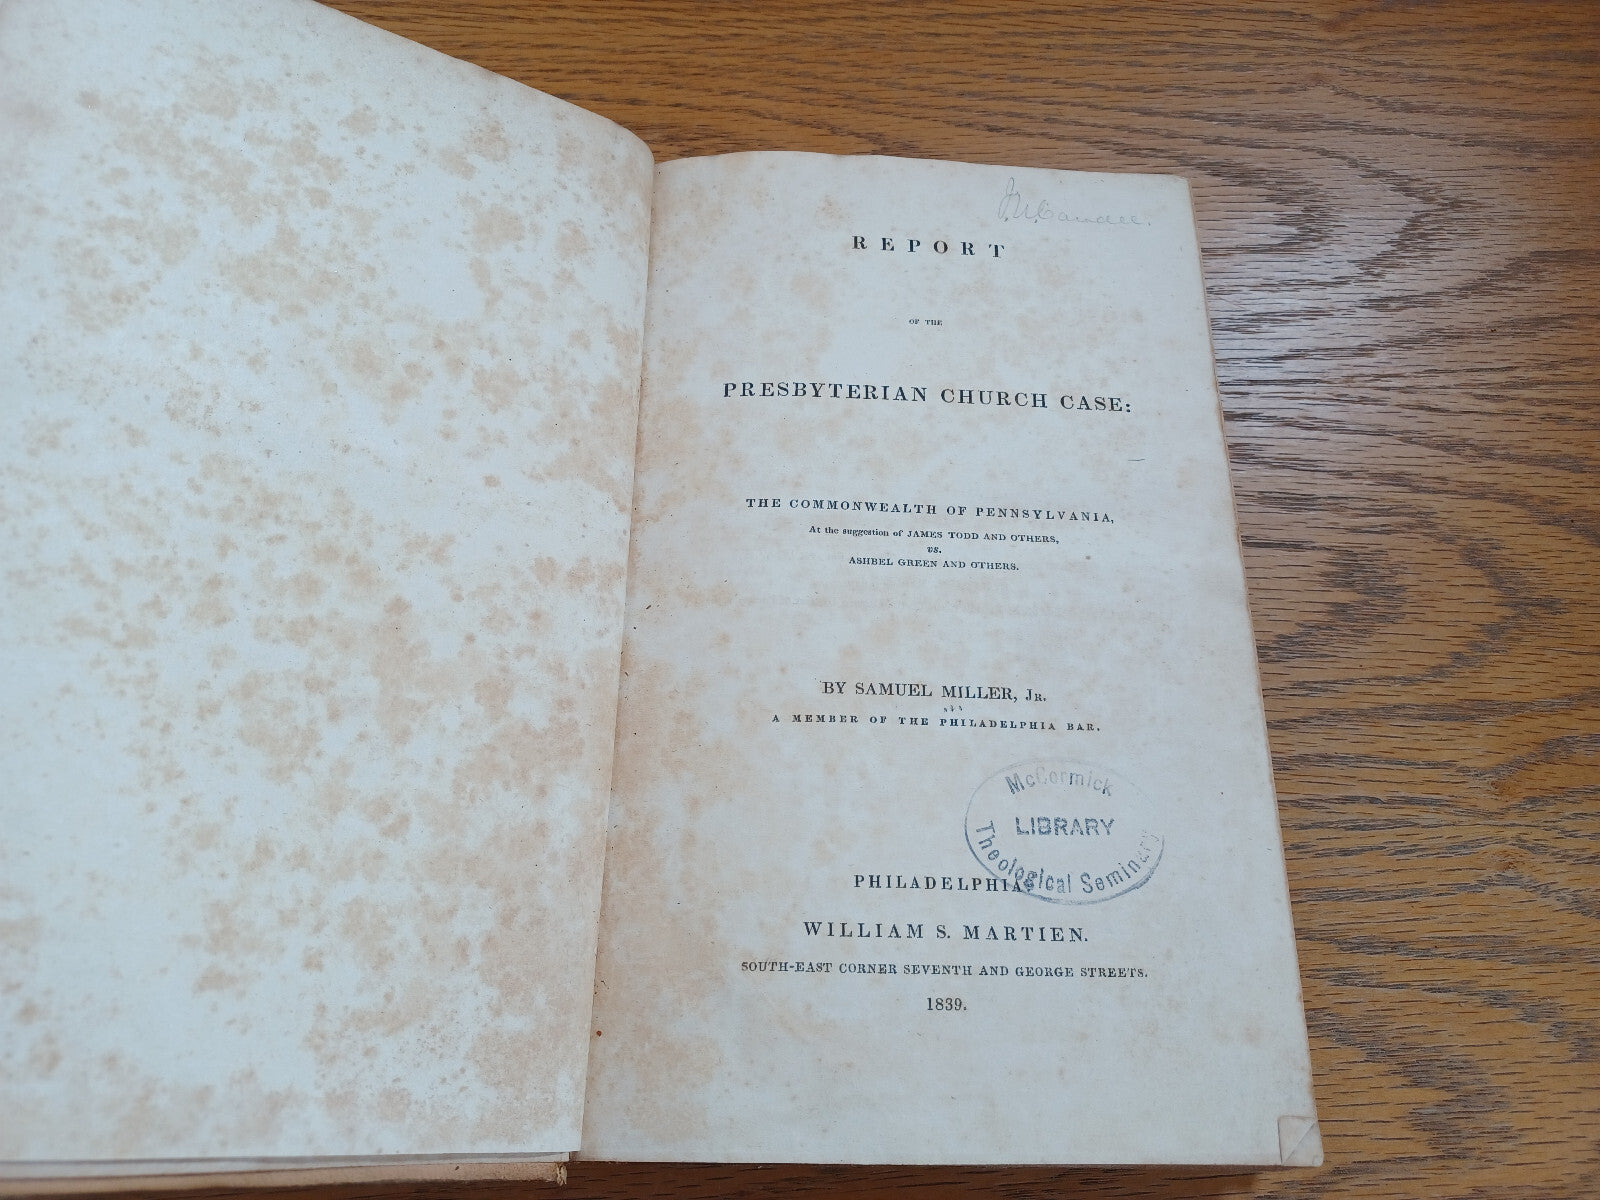 REPORT
OF THE
PRESBYTERIAN CHURCH CASE:
THE COMMONWEALTH OF PENNSYLVANIA,
At the suggestion of JAMES TODD AND OTHERS,
vs.
ASHBEL GREEN AND OTHERS.
BY SAMUEL MILLER, JR.
A MEMBER OF THE PHILADELPHIA BAR.
McCormick
LIBRARY
Theological Seminary
PHILADELPHIA:
WILLIAM S. MARTIEN.
SOUTH-EAST CORNER SEVENTH AND GEORGE STREETS.
1839.